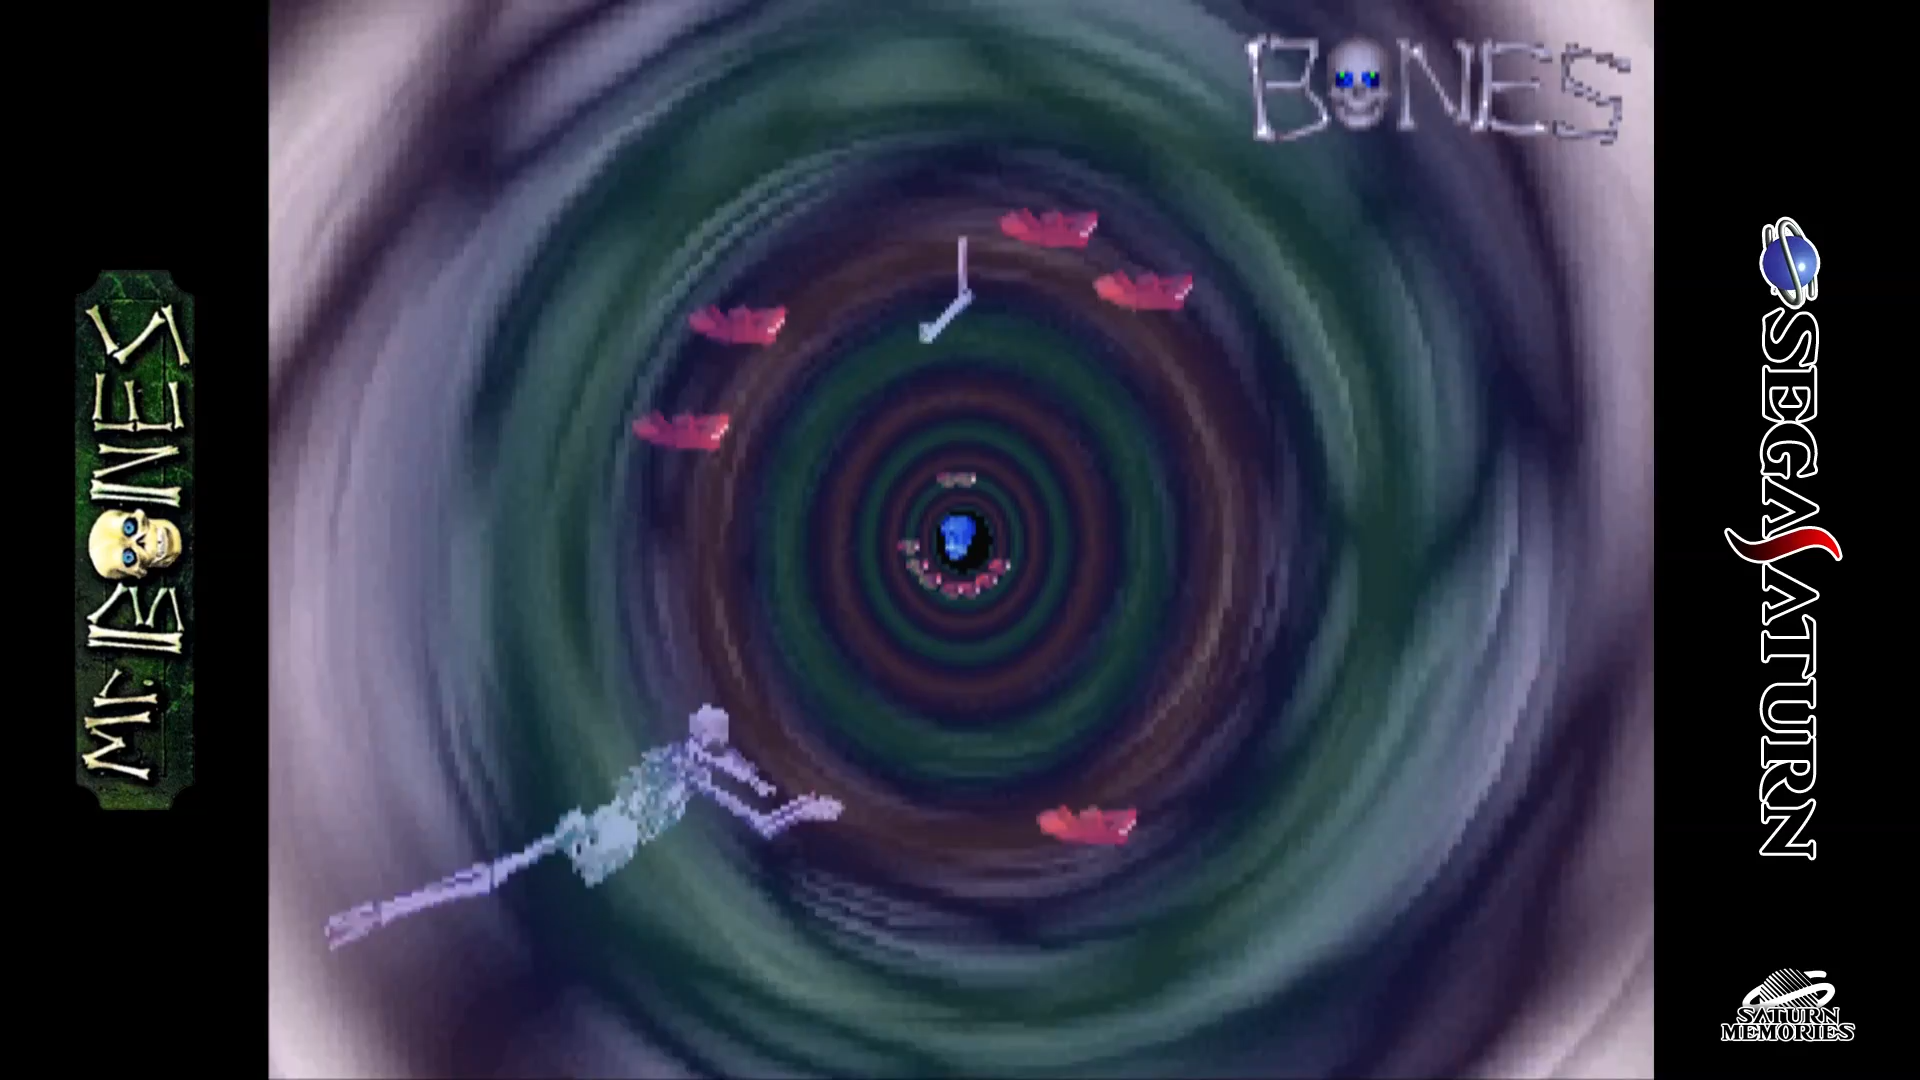 Mr. BONES
BONES
SEGA SATURN
SATURN
MEMORIES